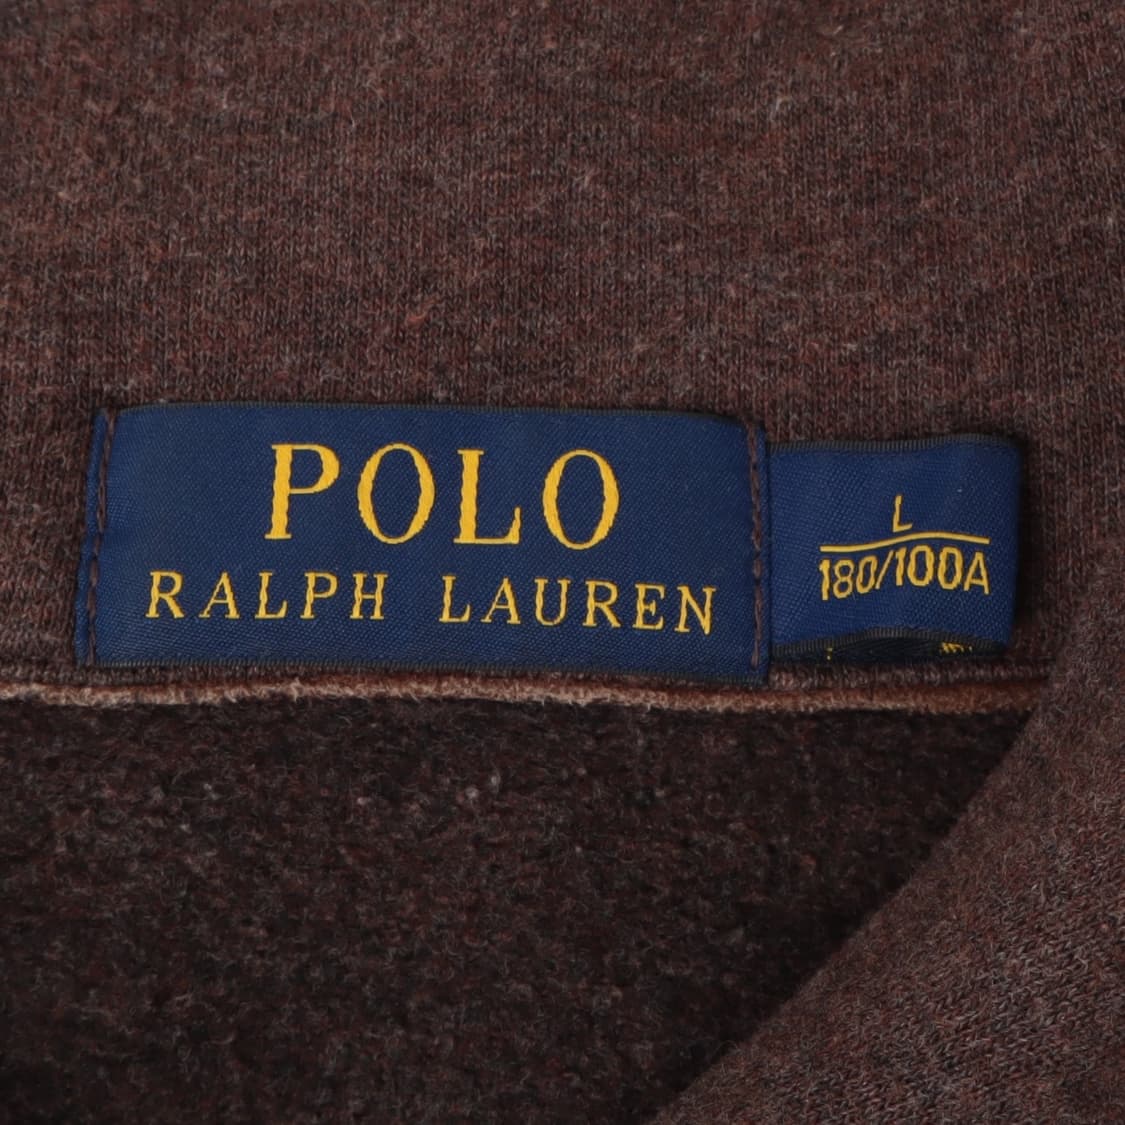 POLO
RALPH LAUREN
L
180/100A